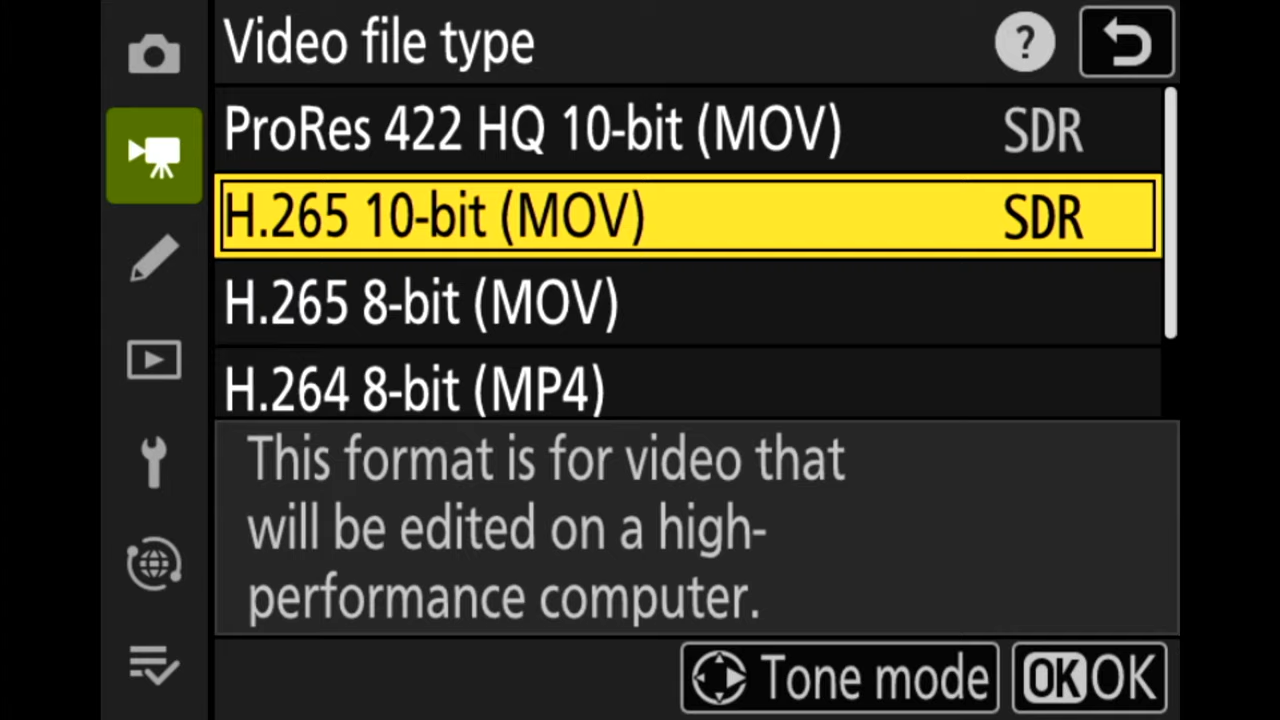 Video file type ?
ProRes 422 HQ 10-bit (MOV) SDR
H.265 10-bit (MOV) SDR
H.265 8-bit (MOV)
H.264 8-bit (MP4)
This format is for video that
will be edited on a high-
performance computer.
Tone mode OK OK